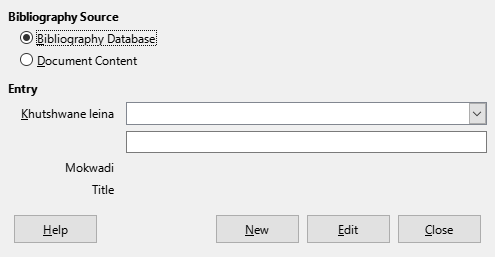 Bibliography Source
Bibliography Database
Document Content
Entry
Khutshwane leina
Mokwadi
Title
Help New Edit Close